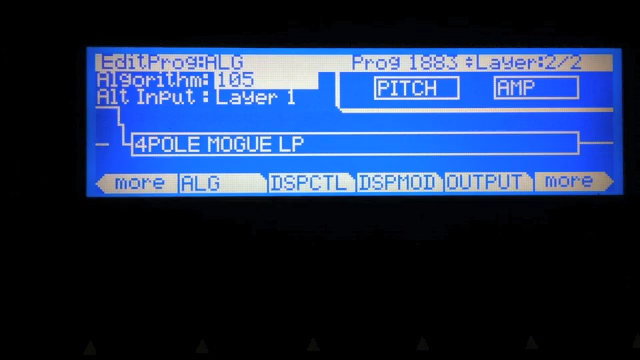 EditProg:ALG Prog 1883 Layer:2/2
Algorithm:105
Alt Input :Layer 1
PITCH AMP
4POLE MOGUE LP
more ALG DSPCTL DSPMOD OUTPUT more